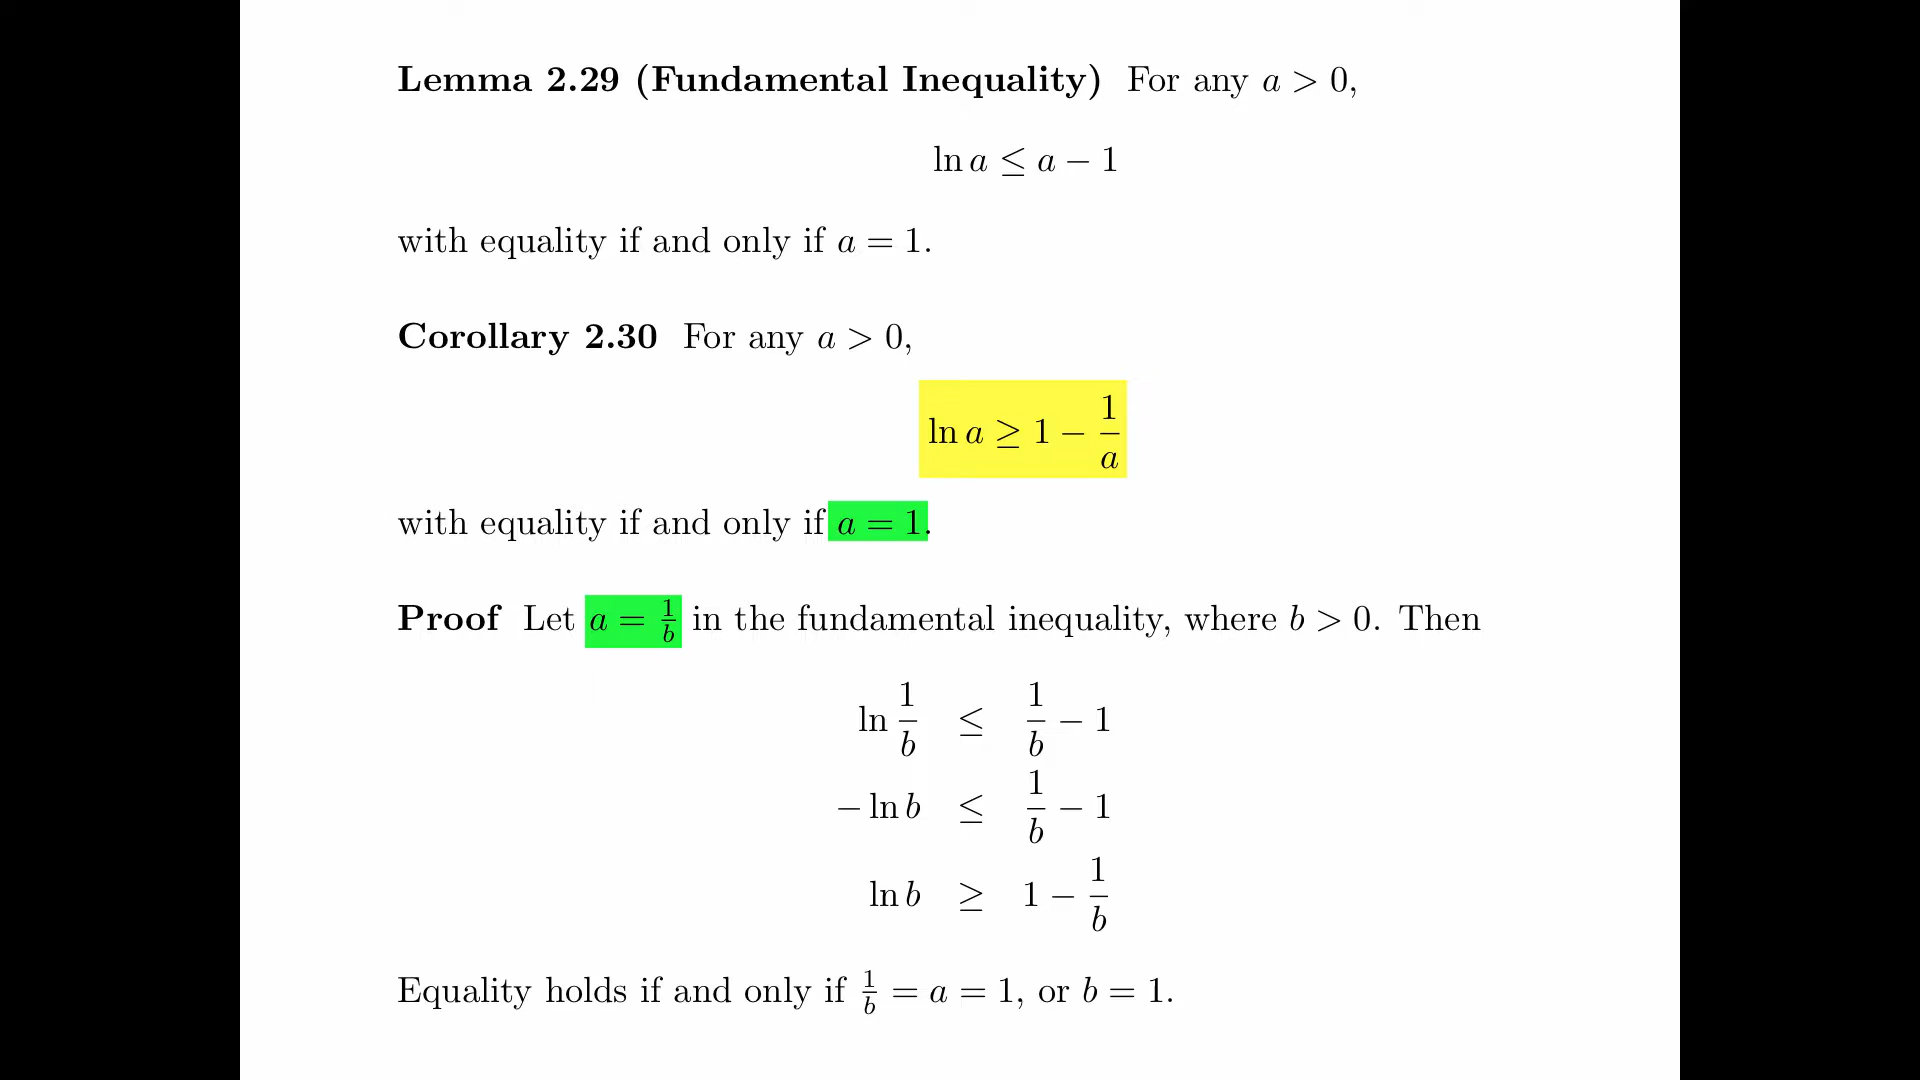 Lemma 2.29 (Fundamental Inequality) For any a > 0,
ln a ≤ a − 1
with equality if and only if a = 1.
Corollary 2.30 For any a > 0,
ln a ≥ 1 − 1/a
with equality if and only if a = 1.
Proof Let a = 1/b in the fundamental inequality, where b > 0. Then
ln 1/b ≤ 1/b − 1
− ln b ≤ 1/b − 1
ln b ≥ 1 − 1/b
Equality holds if and only if 1/b = a = 1, or b = 1.